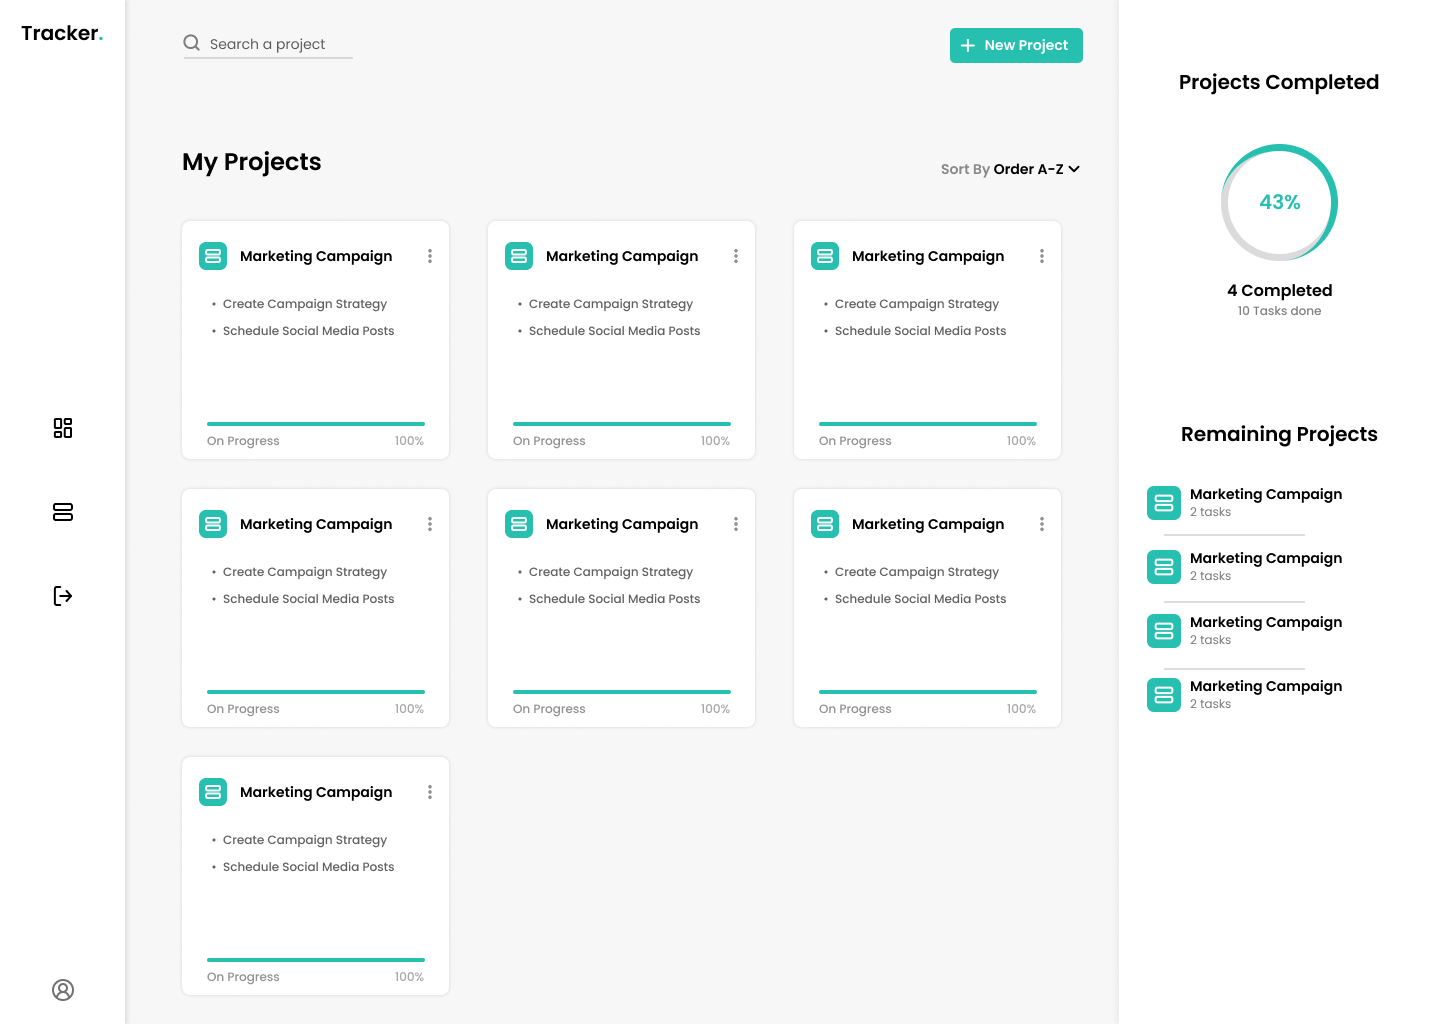 Tracker.
Search a project
New Project
My Projects
Sort By Order A-Z
Marketing Campaign
• Create Campaign Strategy
• Schedule Social Media Posts
On Progress 100%
Marketing Campaign
• Create Campaign Strategy
• Schedule Social Media Posts
On Progress 100%
Marketing Campaign
• Create Campaign Strategy
• Schedule Social Media Posts
On Progress 100%
Marketing Campaign
• Create Campaign Strategy
• Schedule Social Media Posts
On Progress 100%
Marketing Campaign
• Create Campaign Strategy
• Schedule Social Media Posts
On Progress 100%
Marketing Campaign
• Create Campaign Strategy
• Schedule Social Media Posts
On Progress 100%
Marketing Campaign
• Create Campaign Strategy
• Schedule Social Media Posts
On Progress 100%
Projects Completed
43%
4 Completed
10 Tasks done
Remaining Projects
Marketing Campaign
2 tasks
Marketing Campaign
2 tasks
Marketing Campaign
2 tasks
Marketing Campaign
2 tasks